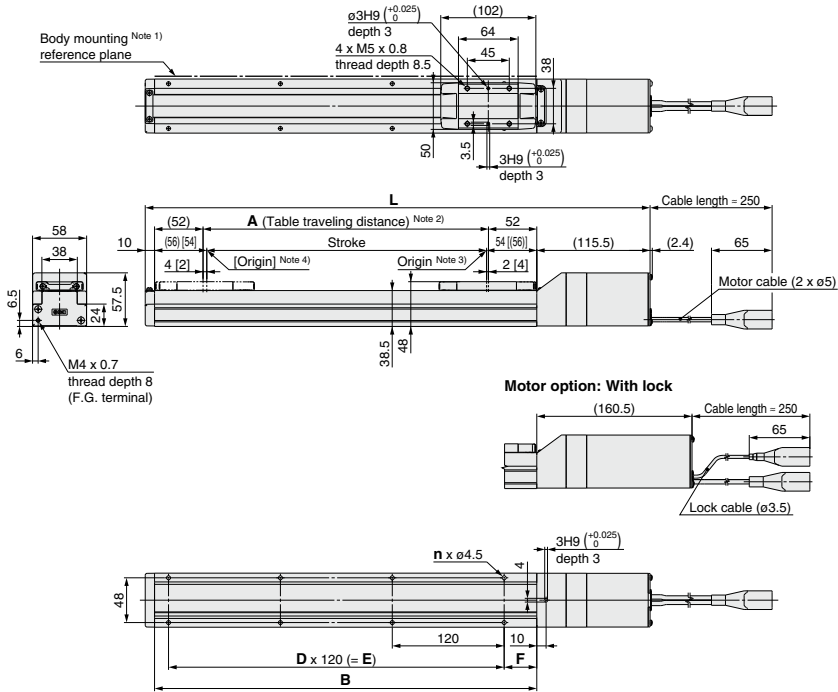 (102)
ø3H9 (+0.025 0)
depth 3
64
4 x M5 x 0.8
thread depth 8.5
45
Body mounting Note 1)
reference plane
38
50
3.5
3H9 (+0.025 0)
depth 3
L
Cable length = 250
(52)
A (Table traveling distance) Note 2)
52
58
38
10
(56) [54]
Stroke
54 [(56)]
(115.5)
(2.4)
65
4 [2]
[Origin] Note 4)
Origin Note 3)
2 [4]
Motor cable (2 x ø5)
6.5
24
57.5
6
38.5
48
M4 x 0.7
thread depth 8
(F.G. terminal)
Motor option: With lock
(160.5)
Cable length = 250
65
Lock cable (ø3.5)
3H9 (+0.025 0)
depth 3
n x ø4.5
4
48
120
10
D x 120 (= E)
F
B